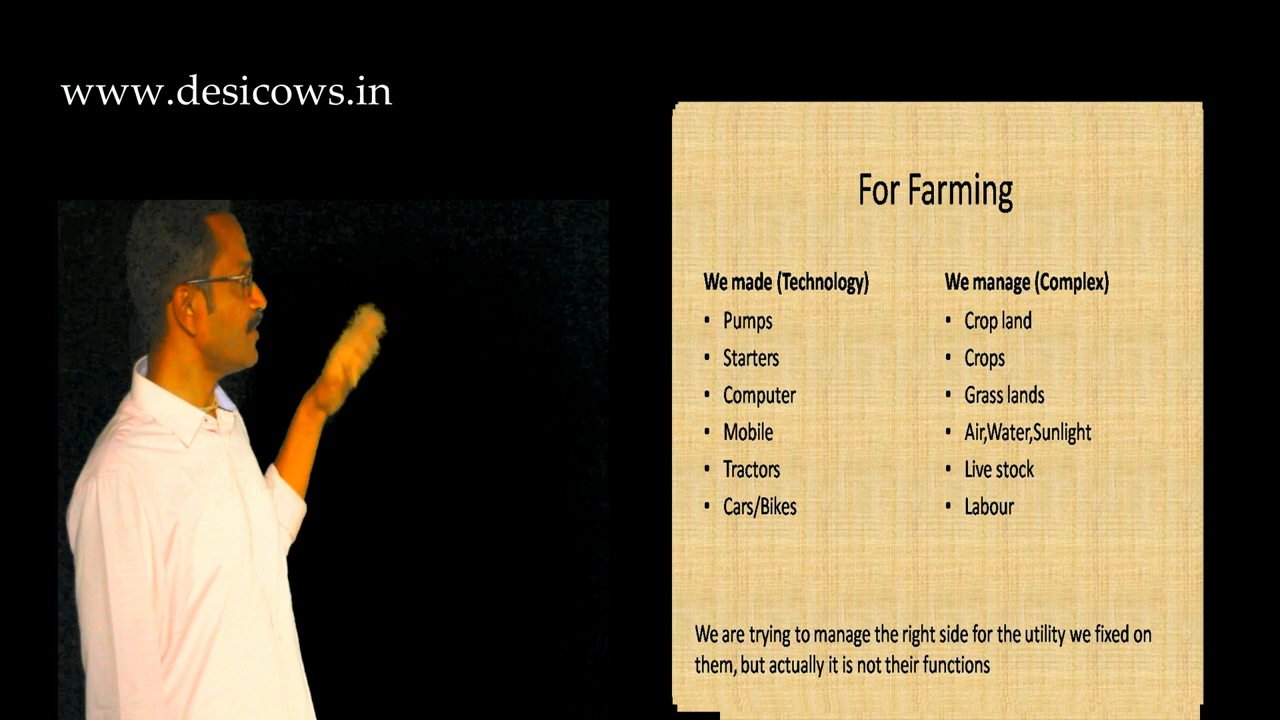 www.desicows.in
For Farming
We made (Technology)
• Pumps
• Starters
• Computer
• Mobile
• Tractors
• Cars/Bikes
We manage (Complex)
• Crop land
• Crops
• Grass lands
• Air,Water,Sunlight
• Live stock
• Labour
We are trying to manage the right side for the utility we fixed on
them, but actually it is not their functions